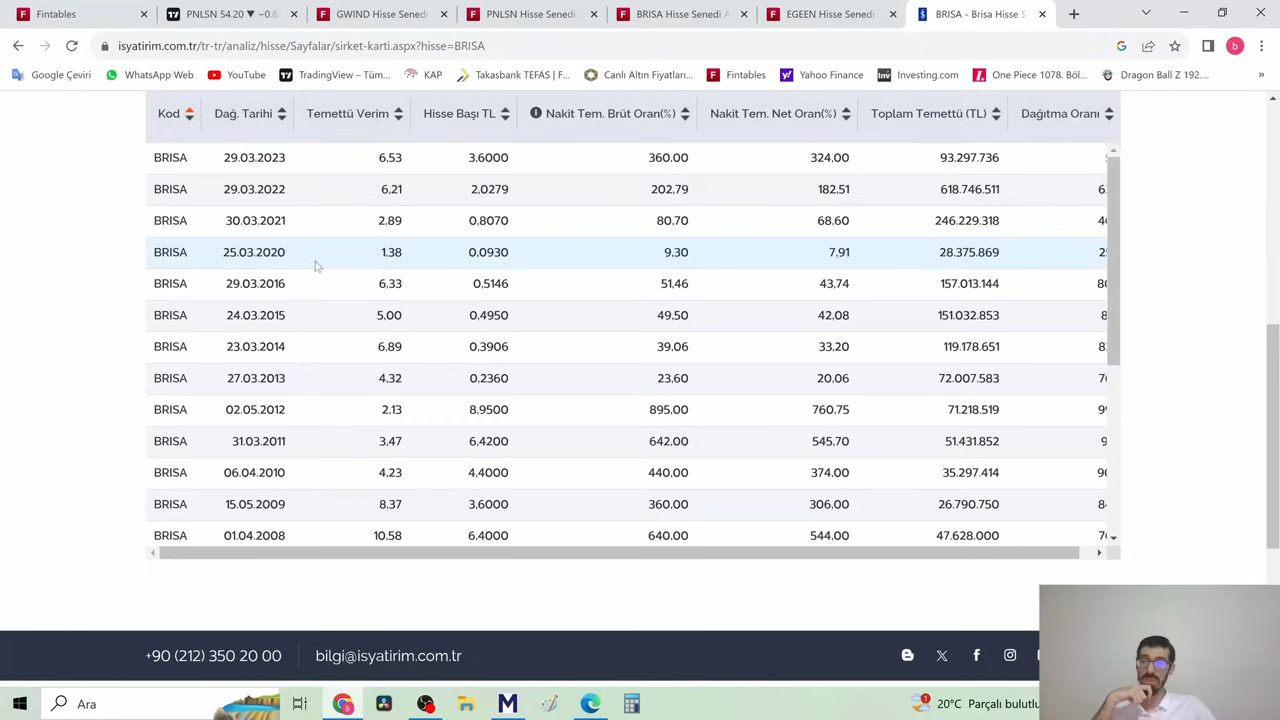 Fintables
PNLSN 54.20 ▼ −0.8
GWIND Hisse Senedi
PNLSN Hisse Senedi
BRISA Hisse Senedi A
EGEEN Hisse Senedi
BRISA - Brisa Hisse S
isyatirim.com.tr/tr-tr/analiz/hisse/Sayfalar/sirket-karti.aspx?hisse=BRISA
Google Çeviri WhatsApp Web YouTube TradingView – Tüm... KAP Takasbank TEFAS | F... Canlı Altın Fiyatları... Fintables Yahoo Finance Investing.com One Piece 1078. Böl... Dragon Ball Z 192....
Kod Dağ. Tarihi Temettü Verim Hisse Başı TL Nakit Tem. Brüt Oran(%) Nakit Tem. Net Oran(%) Toplam Temettü (TL) Dağıtma Oranı
BRISA 29.03.2023 6,53 3,6000 360,00 324,00 93.297.736
BRISA 29.03.2022 6,21 2,0279 202,79 182,51 618.746.511
BRISA 30.03.2021 2,89 0,8070 80,70 68,60 246.229.318
BRISA 25.03.2020 1,38 0,0930 9,30 7,91 28.375.869
BRISA 29.03.2016 6,33 0,5146 51,46 43,74 157.013.144
BRISA 24.03.2015 5,00 0,4950 49,50 42,08 151.032.853
BRISA 23.03.2014 6,89 0,3906 39,06 33,20 119.178.651
BRISA 27.03.2013 4,32 0,2360 23,60 20,06 72.007.583
BRISA 02.05.2012 2,13 8,9500 895,00 760,75 71.218.519
BRISA 31.03.2011 3,47 6,4200 642,00 545,70 51.431.852
BRISA 06.04.2010 4,23 4,4000 440,00 374,00 35.297.414
BRISA 15.05.2009 8,37 3,6000 360,00 306,00 26.790.750
BRISA 01.04.2008 10,58 6,4000 640,00 544,00 47.628.000
+90 (212) 350 20 00 bilgi@isyatirim.com.tr
Ara
20°C Parçalı bulutlu